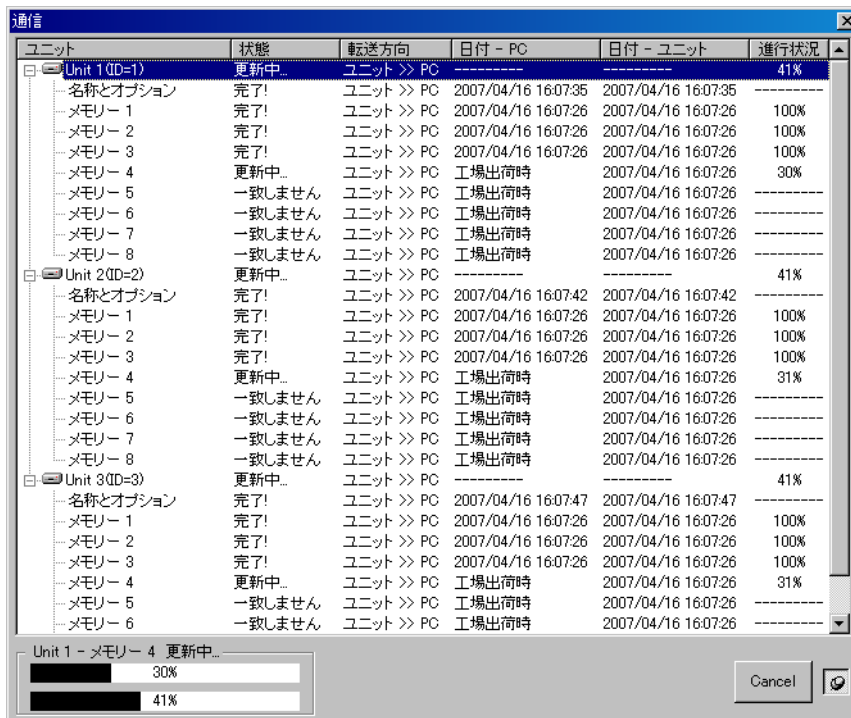 通信
ユニット 状態 転送方向 日付 - PC 日付 - ユニット 進行状況
Unit 1(ID=1) 更新中... ユニット >> PC --------- --------- 41%
名称とオプション 完了! ユニット >> PC 2007/04/16 16:07:35 2007/04/16 16:07:35 ---------
メモリー 1 完了! ユニット >> PC 2007/04/16 16:07:26 2007/04/16 16:07:26 100%
メモリー 2 完了! ユニット >> PC 2007/04/16 16:07:26 2007/04/16 16:07:26 100%
メモリー 3 完了! ユニット >> PC 2007/04/16 16:07:26 2007/04/16 16:07:26 100%
メモリー 4 更新中... ユニット >> PC 工場出荷時 2007/04/16 16:07:26 30%
メモリー 5 一致しません ユニット >> PC 工場出荷時 2007/04/16 16:07:26 ---------
メモリー 6 一致しません ユニット >> PC 工場出荷時 2007/04/16 16:07:26 ---------
メモリー 7 一致しません ユニット >> PC 工場出荷時 2007/04/16 16:07:26 ---------
メモリー 8 一致しません ユニット >> PC 工場出荷時 2007/04/16 16:07:26 ---------
Unit 2(ID=2) 更新中... ユニット >> PC --------- --------- 41%
名称とオプション 完了! ユニット >> PC 2007/04/16 16:07:42 2007/04/16 16:07:42 ---------
メモリー 1 完了! ユニット >> PC 2007/04/16 16:07:26 2007/04/16 16:07:26 100%
メモリー 2 完了! ユニット >> PC 2007/04/16 16:07:26 2007/04/16 16:07:26 100%
メモリー 3 完了! ユニット >> PC 2007/04/16 16:07:26 2007/04/16 16:07:26 100%
メモリー 4 更新中... ユニット >> PC 工場出荷時 2007/04/16 16:07:26 31%
メモリー 5 一致しません ユニット >> PC 工場出荷時 2007/04/16 16:07:26 ---------
メモリー 6 一致しません ユニット >> PC 工場出荷時 2007/04/16 16:07:26 ---------
メモリー 7 一致しません ユニット >> PC 工場出荷時 2007/04/16 16:07:26 ---------
メモリー 8 一致しません ユニット >> PC 工場出荷時 2007/04/16 16:07:26 ---------
Unit 3(ID=3) 更新中... ユニット >> PC --------- --------- 41%
名称とオプション 完了! ユニット >> PC 2007/04/16 16:07:47 2007/04/16 16:07:47 ---------
メモリー 1 完了! ユニット >> PC 2007/04/16 16:07:26 2007/04/16 16:07:26 100%
メモリー 2 完了! ユニット >> PC 2007/04/16 16:07:26 2007/04/16 16:07:26 100%
メモリー 3 完了! ユニット >> PC 2007/04/16 16:07:26 2007/04/16 16:07:26 100%
メモリー 4 更新中... ユニット >> PC 工場出荷時 2007/04/16 16:07:26 31%
メモリー 5 一致しません ユニット >> PC 工場出荷時 2007/04/16 16:07:26 ---------
メモリー 6 一致しません ユニット >> PC 工場出荷時 2007/04/16 16:07:26 ---------
Unit 1 - メモリー 4 更新中...
30%
41%
Cancel